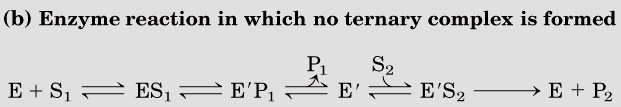 (b) Enzyme reaction in which no ternary complex is formed
P₁ S₂
E + S₁ ⇌ ES₁ ⇌ E′P₁ ⇌ E′ ⇌ E′S₂ ⟶ E + P₂